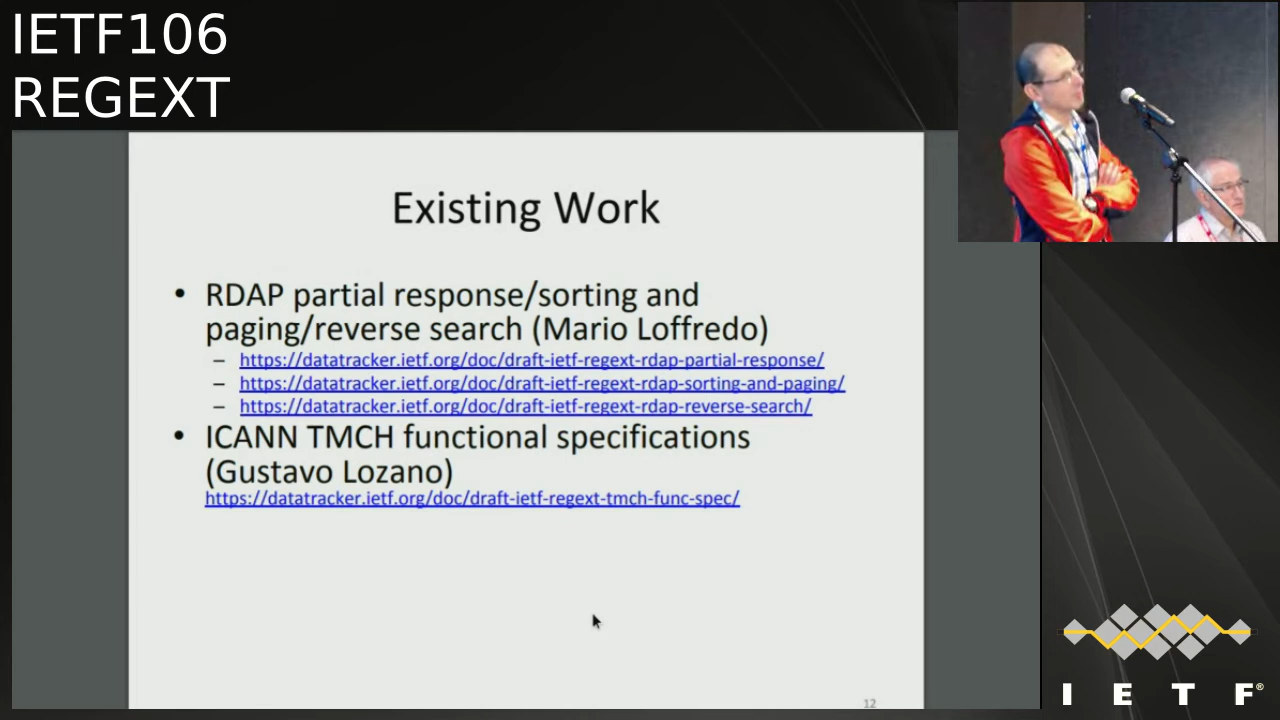 IETF106
REGEXT
Existing Work
• RDAP partial response/sorting and
paging/reverse search (Mario Loffredo)
– https://datatracker.ietf.org/doc/draft-ietf-regext-rdap-partial-response/
– https://datatracker.ietf.org/doc/draft-ietf-regext-rdap-sorting-and-paging/
– https://datatracker.ietf.org/doc/draft-ietf-regext-rdap-reverse-search/
• ICANN TMCH functional specifications
(Gustavo Lozano)
https://datatracker.ietf.org/doc/draft-ietf-regext-tmch-func-spec/
12
I E T F®